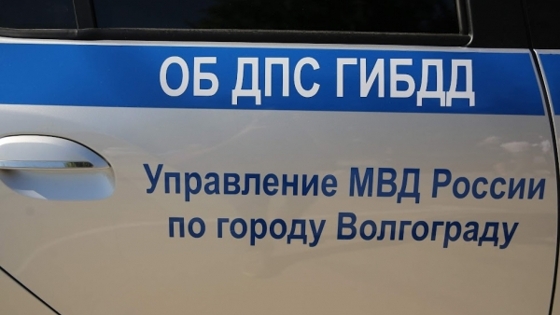 ОБ ДПС ГИБДД
Управление МВД России
по городу Волгограду